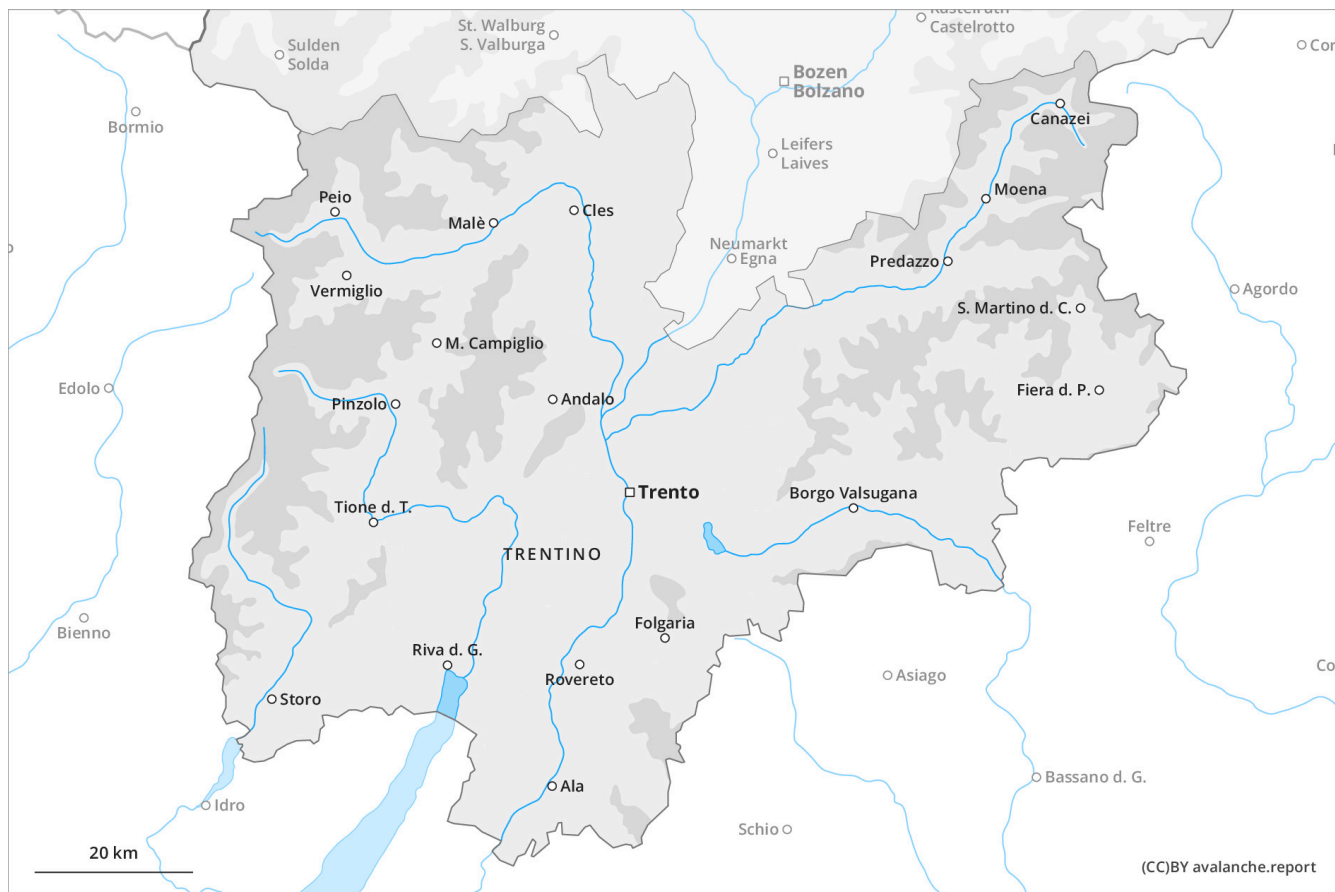 Kastelruth
Castelrotto
St. Walburg
S. Valburga
Sulden
Solda
Cor
Bozen
Bolzano
Bormio
Canazei
Leifers
Laives
Moena
Peio
Malè
Cles
Neumarkt
Egna
Predazzo
Vermiglio
Agordo
S. Martino d. C.
M. Campiglio
Edolo
Fiera d. P.
Pinzolo
Andalo
Trento
Borgo Valsugana
Tione d. T.
Feltre
TRENTINO
Bienno
Folgaria
Riva d. G.
Rovereto
Asiago
Co
Storo
Bassano d. G.
Ala
Idro
Schio
20 km
(CC)BY avalanche.report